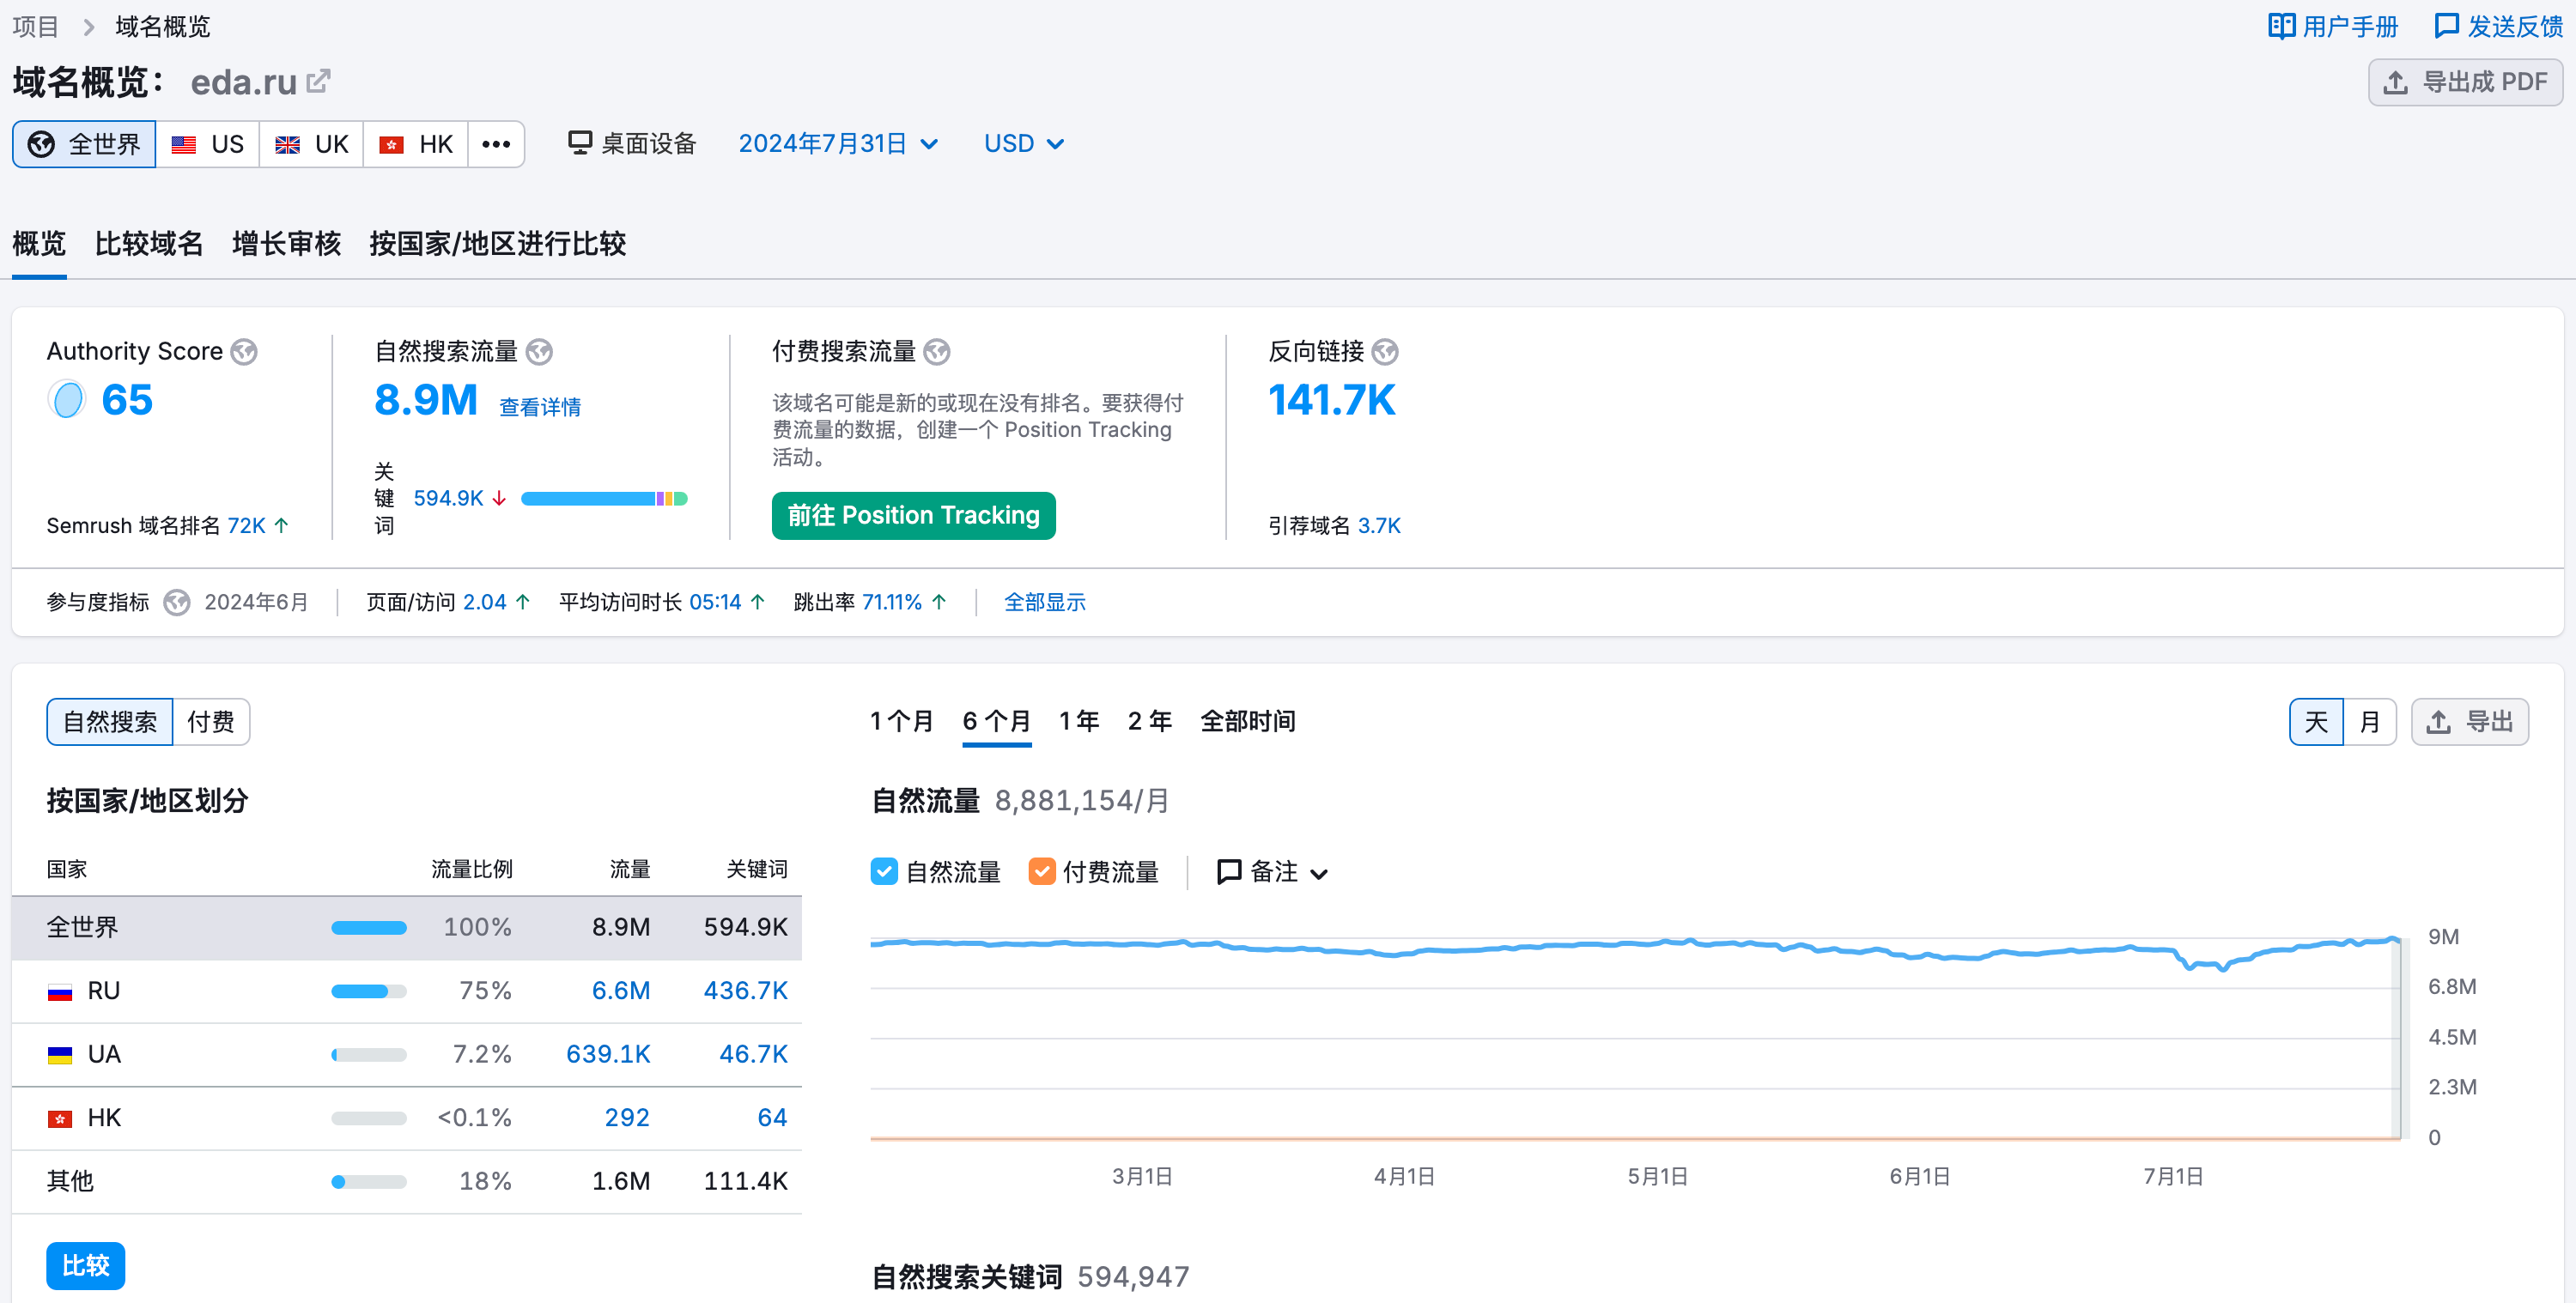 项目 > 域名概览
用户手册
发送反馈
域名概览： eda.ru
导出成 PDF
全世界 US UK HK •••
桌面设备
2024年7月31日
USD
概览 比较域名 增长审核 按国家/地区进行比较
Authority Score
65
Semrush 域名排名 72K ↑
自然搜索流量
8.9M 查看详情
关键词 594.9K ↓
付费搜索流量
该域名可能是新的或现在没有排名。要获得付
费流量的数据，创建一个 Position Tracking
活动。
前往 Position Tracking
反向链接
141.7K
引荐域名 3.7K
参与度指标 2024年6月 页面/访问 2.04 ↑ 平均访问时长 05:14 ↑ 跳出率 71.11% ↑ 全部显示
自然搜索 付费
按国家/地区划分
国家 流量比例 流量 关键词
全世界 100% 8.9M 594.9K
RU 75% 6.6M 436.7K
UA 7.2% 639.1K 46.7K
HK <0.1% 292 64
其他 18% 1.6M 111.4K
比较
1 个月 6 个月 1 年 2 年 全部时间
天 月 导出
自然流量 8,881,154/月
自然流量 付费流量 备注
9M
6.8M
4.5M
2.3M
0
3月1日 4月1日 5月1日 6月1日 7月1日
自然搜索关键词 594,947